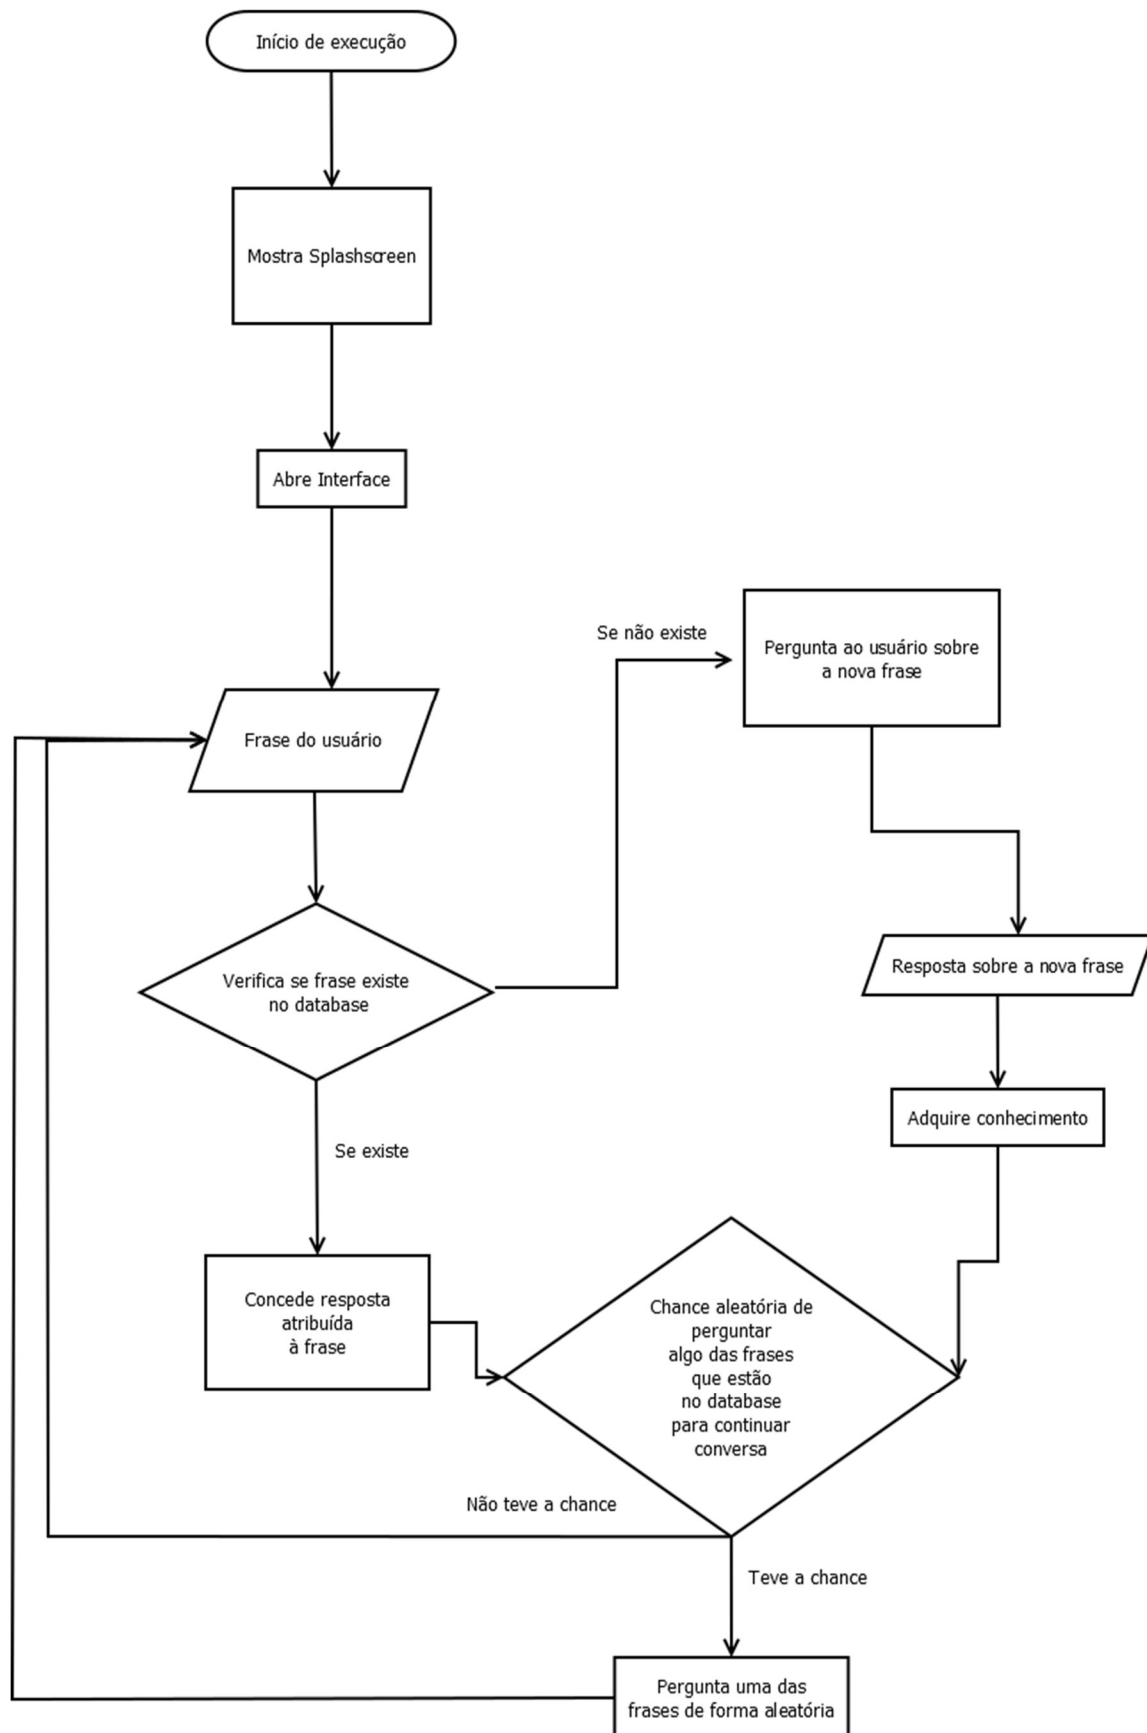 Início de execução
Mostra Splashscreen
Abre Interface
Se não existe
Pergunta ao usuário sobre
a nova frase
Frase do usuário
Verifica se frase existe
no database
Resposta sobre a nova frase
Adquire conhecimento
Se existe
Concede resposta
atribuída
à frase
Chance aleatória de
perguntar
algo das frases
que estão
no database
para continuar
conversa
Não teve a chance
Teve a chance
Pergunta uma das
frases de forma aleatória